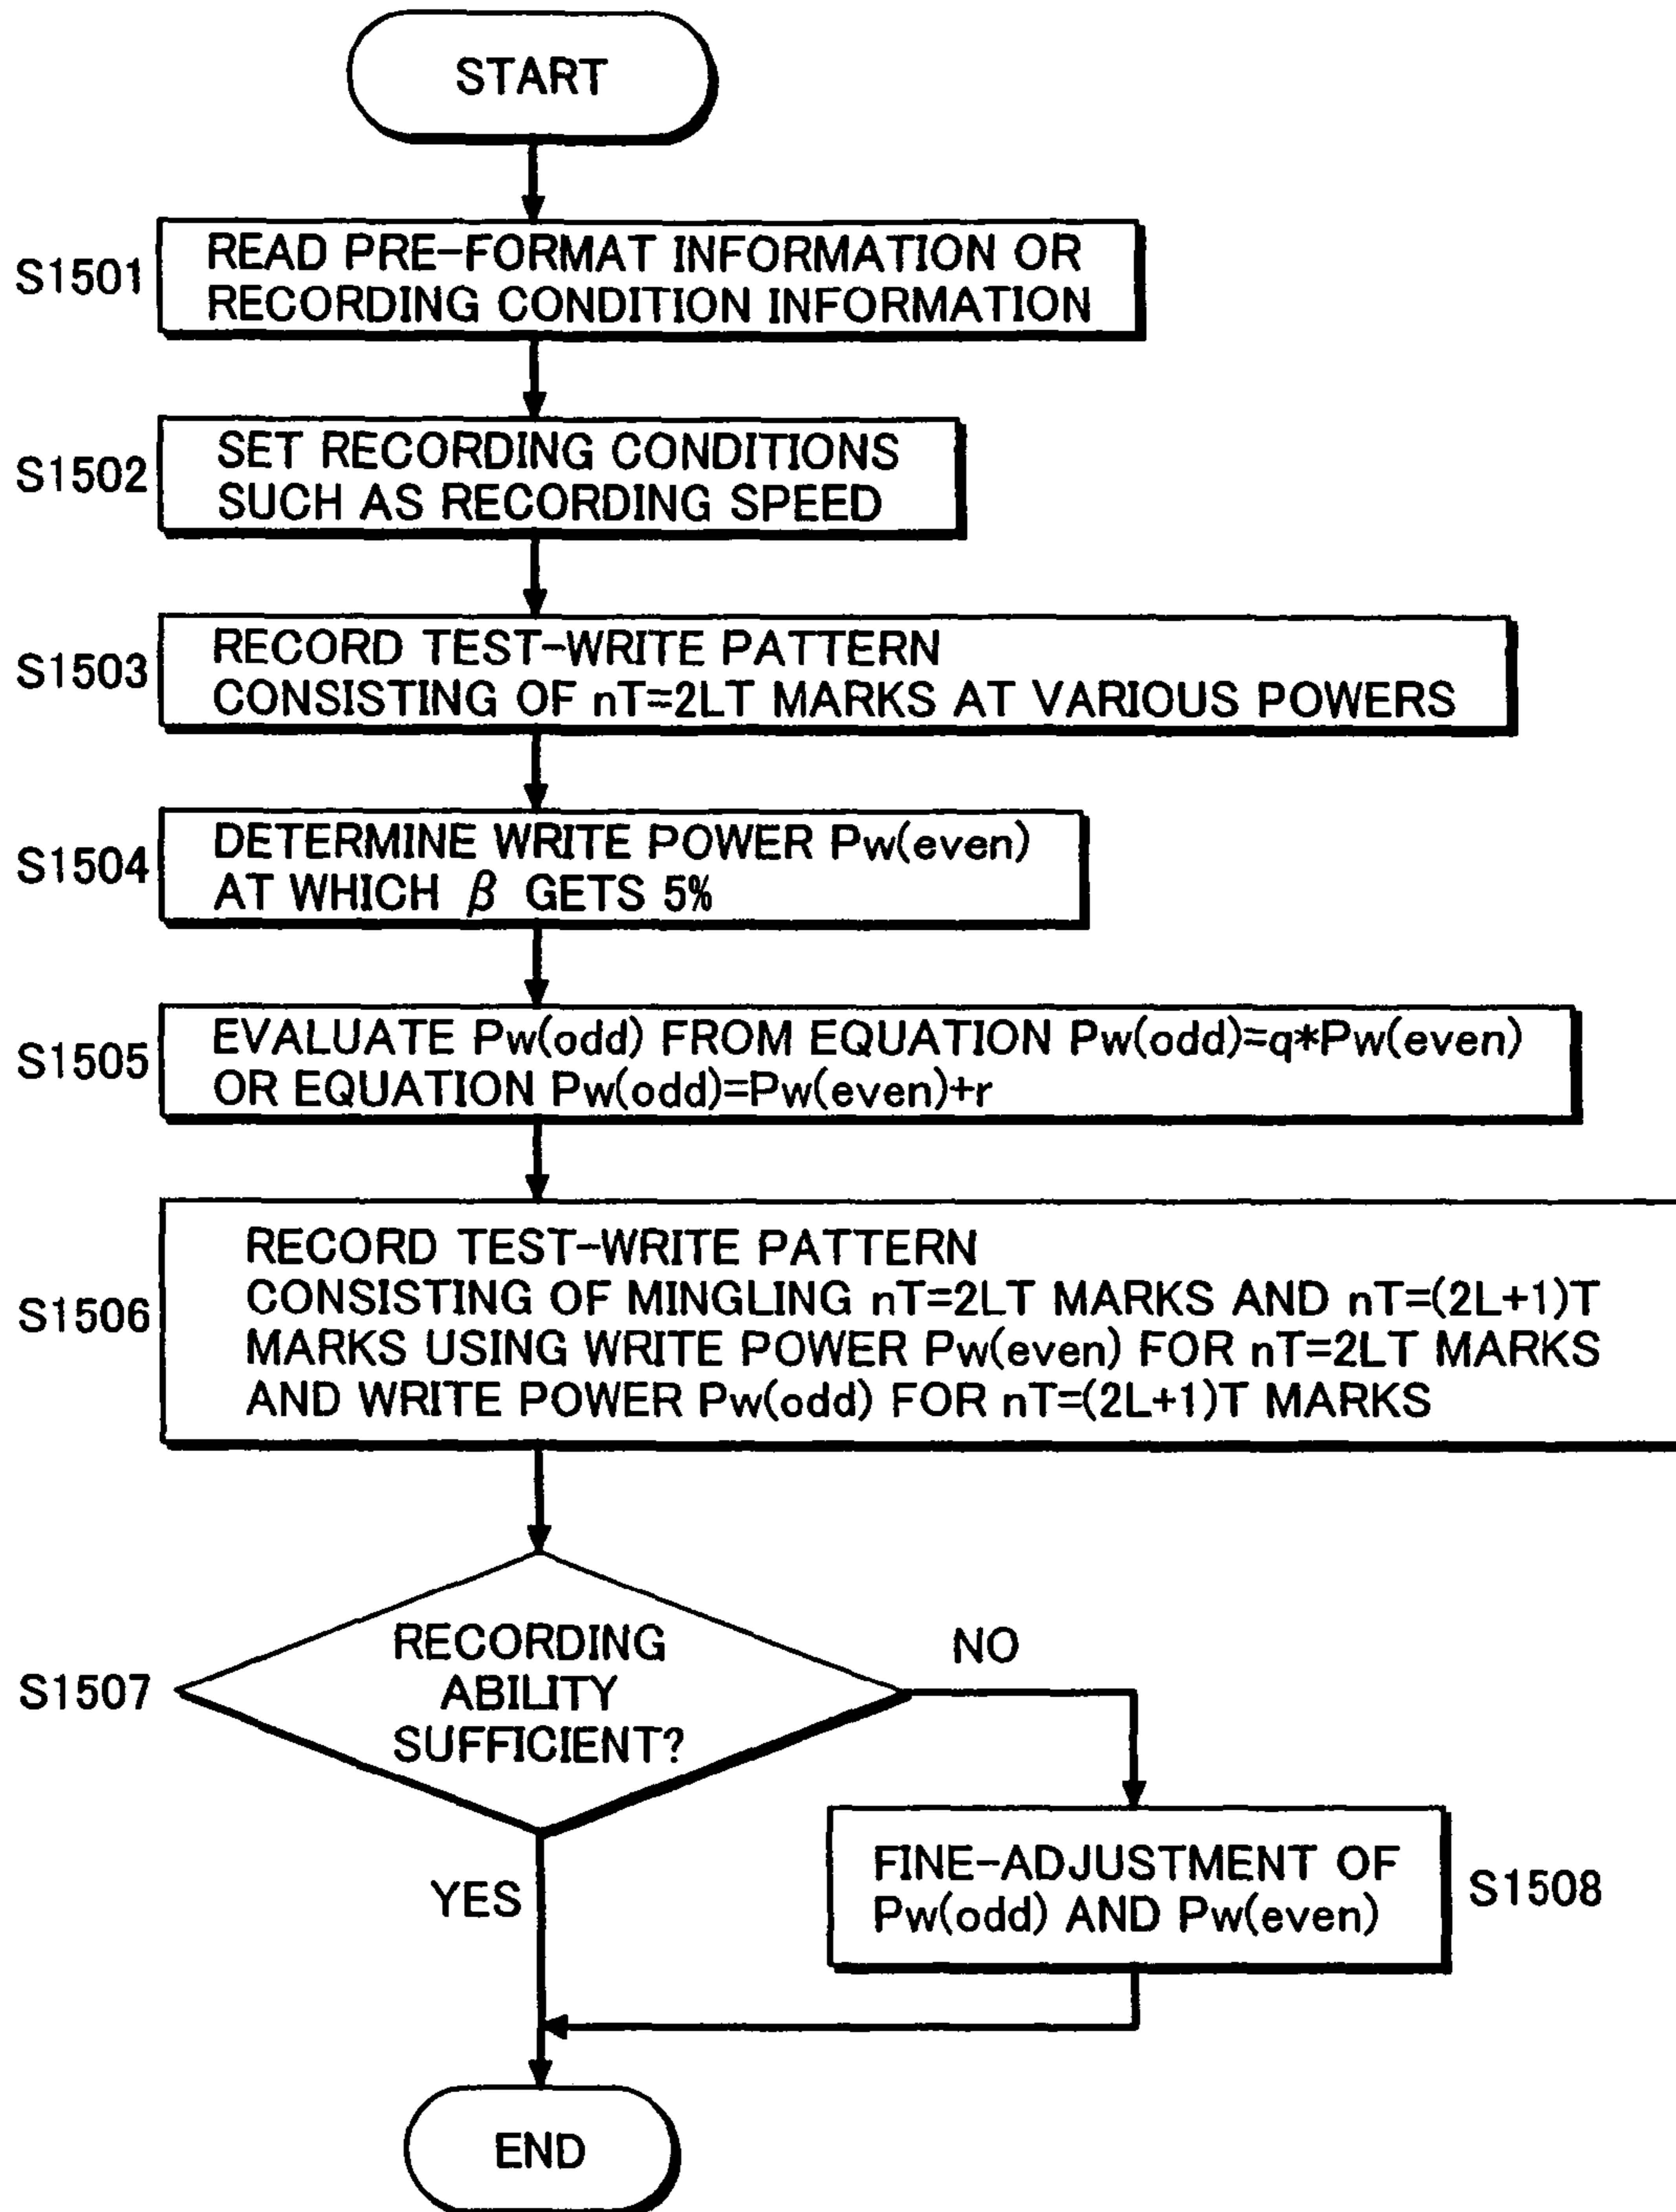 START
S1501
READ PRE-FORMAT INFORMATION OR
RECORDING CONDITION INFORMATION
S1502
SET RECORDING CONDITIONS
SUCH AS RECORDING SPEED
S1503
RECORD TEST-WRITE PATTERN
CONSISTING OF nT=2LT MARKS AT VARIOUS POWERS
S1504
DETERMINE WRITE POWER Pw(even)
AT WHICH β GETS 5%
S1505
EVALUATE Pw(odd) FROM EQUATION Pw(odd)=q*Pw(even)
OR EQUATION Pw(odd)=Pw(even)+r
S1506
RECORD TEST-WRITE PATTERN
CONSISTING OF MINGLING nT=2LT MARKS AND nT=(2L+1)T
MARKS USING WRITE POWER Pw(even) FOR nT=2LT MARKS
AND WRITE POWER Pw(odd) FOR nT=(2L+1)T MARKS
S1507
RECORDING
ABILITY
SUFFICIENT?
NO
YES
FINE-ADJUSTMENT OF
Pw(odd) AND Pw(even)
S1508
END